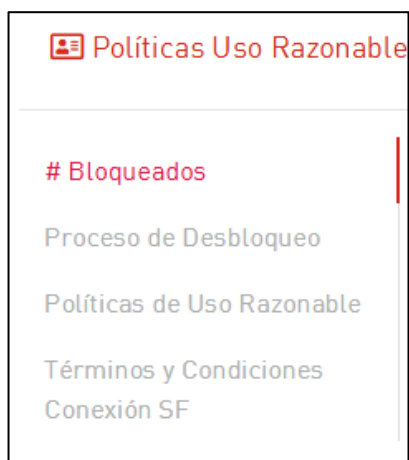 Políticas Uso Razonable
# Bloqueados
Proceso de Desbloqueo
Políticas de Uso Razonable
Términos y Condiciones
Conexión SF